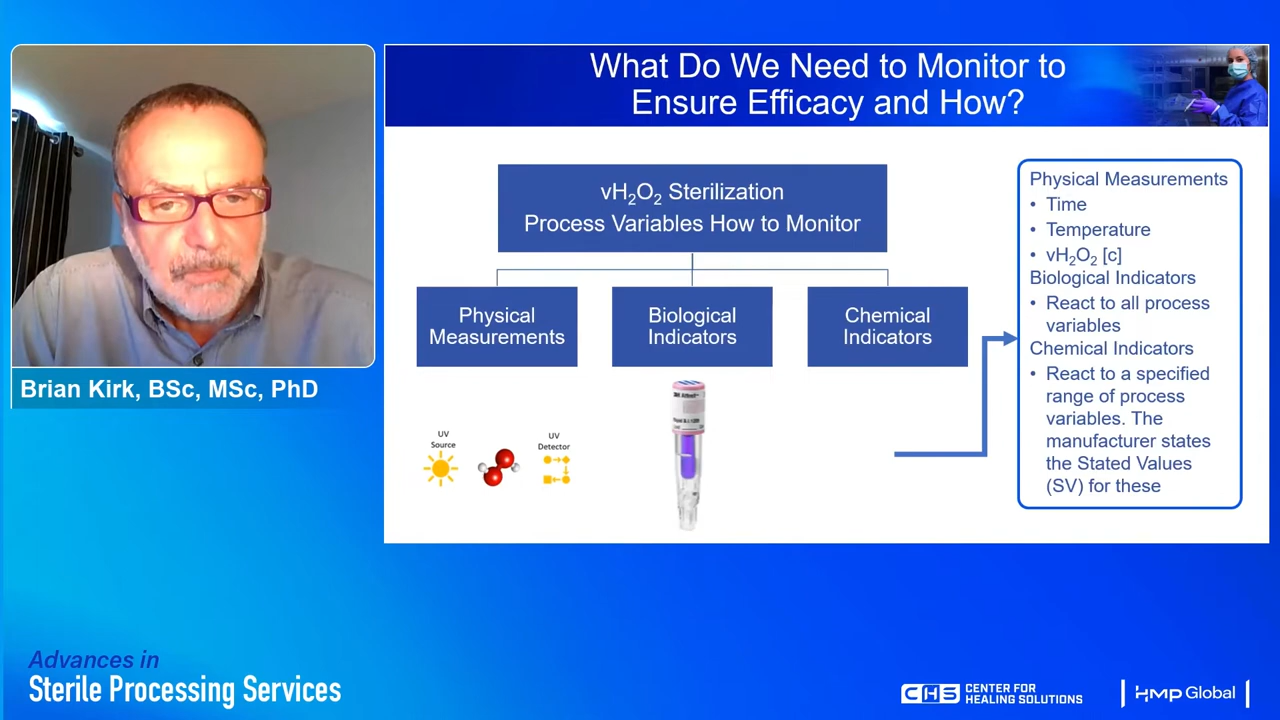 What Do We Need to Monitor to
Ensure Efficacy and How?
vH₂O₂ Sterilization
Process Variables How to Monitor
Physical
Measurements
Biological
Indicators
Chemical
Indicators
UV
Source
UV
Detector
Physical Measurements
• Time
• Temperature
• vH₂O₂ [c]
Biological Indicators
• React to all process
variables
Chemical Indicators
• React to a specified
range of process
variables. The
manufacturer states
the Stated Values
(SV) for these
Brian Kirk, BSc, MSc, PhD
Advances in
Sterile Processing Services
CHS CENTER FOR
HEALING SOLUTIONS
HMP Global